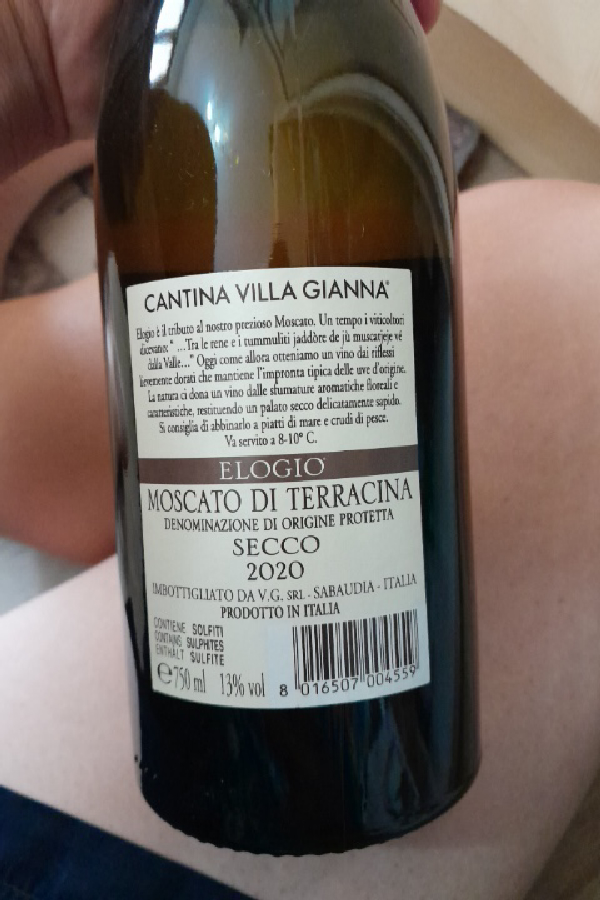 CANTINA VILLA GIANNA®
Elogio è il tributo al nostro prezioso Moscato. Un tempo i viticoltori
dicevano: "...Tra le rene e i tummuliti jaddòre de jù muscatjeje vé
dalla Valle..." Oggi come allora otteniamo un vino dai riflessi
lievemente dorati che mantiene l'impronta tipica delle uve d'origine.
La natura ci dona un vino dalle sfumature aromatiche floreali e
caratteristiche, restituendo un palato secco delicatamente sapido.
Si consiglia di abbinarlo a piatti di mare e crudi di pesce.
Va servito a 8-10° C.
ELOGIO
MOSCATO DI TERRACINA
DENOMINAZIONE DI ORIGINE PROTETTA
SECCO
2020
IMBOTTIGLIATO DA V.G. SRL - SABAUDIA - ITALIA
PRODOTTO IN ITALIA
CONTIENE SOLFITI
CONTAINS SULPHITES
ENTHÄLT SULFITE
℮ 750 ml 13% vol
8 016507 004559